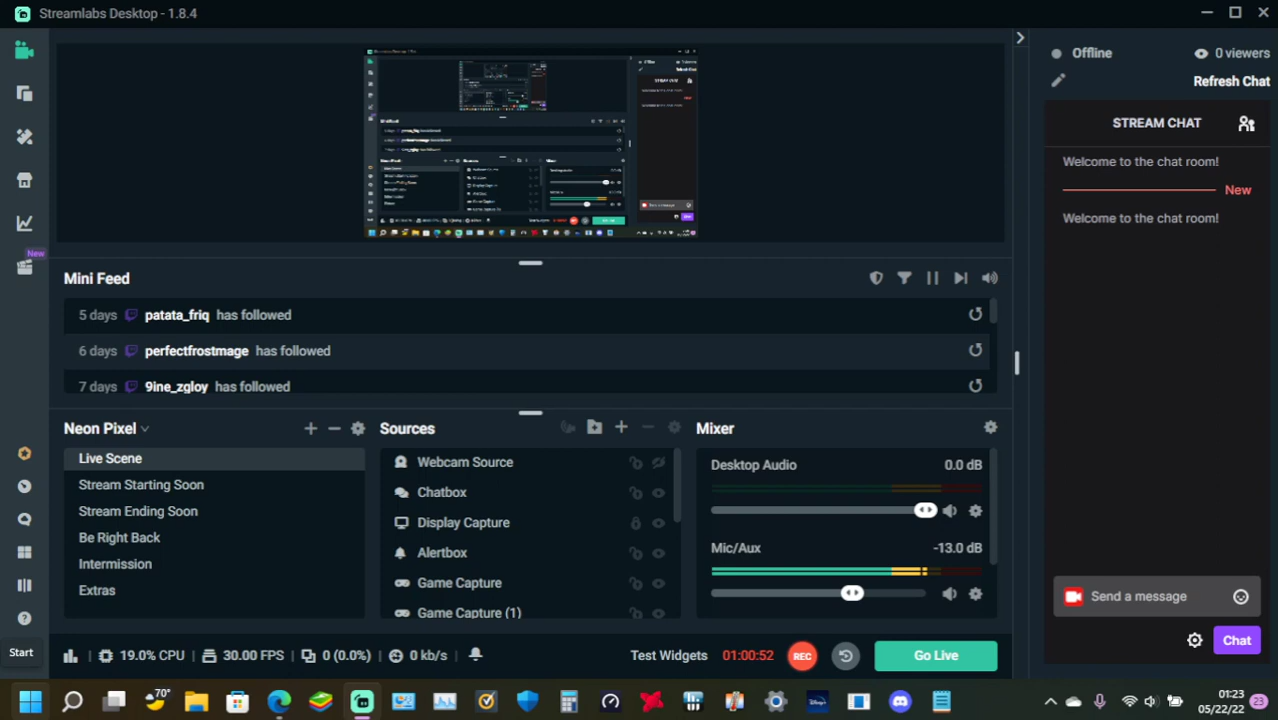 Streamlabs Desktop - 1.8.4
Offline
0 viewers
Refresh Chat
STREAM CHAT
Welcome to the chat room!
New
Welcome to the chat room!
New
Mini Feed
5 days patata_friq has followed
6 days perfectfrostmage has followed
7 days 9ine_zgloy has followed
Neon Pixel
Live Scene
Stream Starting Soon
Stream Ending Soon
Be Right Back
Intermission
Extras
Sources
Webcam Source
Chatbox
Display Capture
Alertbox
Game Capture
Game Capture (1)
Mixer
Desktop Audio 0.0 dB
Mic/Aux -13.0 dB
Send a message
Chat
Start
19.0% CPU 30.00 FPS 0 (0.0%) 0 kb/s Test Widgets 01:00:52 REC Go Live
70°
01:23
05/22/22
23